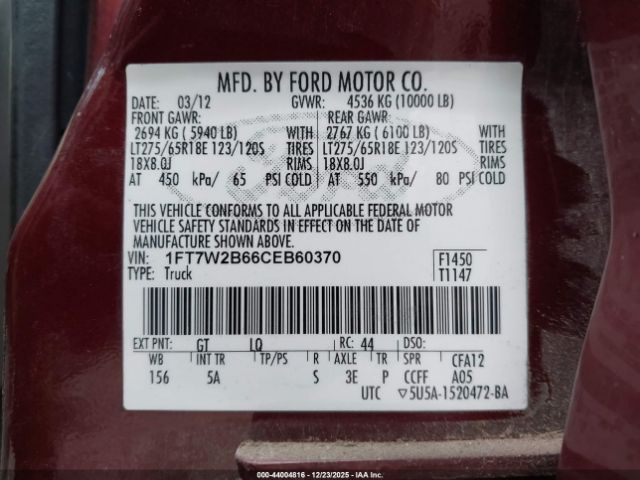 MFD. BY FORD MOTOR CO.
DATE: 03/12 GVWR: 4536 KG (10000 LB)
FRONT GAWR: REAR GAWR:
2694 KG ( 5940 LB) WITH 2767 KG ( 6100 LB) WITH
LT275/65R18E 123/120S TIRES LT275/65R18E 123/120S TIRES
18X8.0J RIMS 18X8.0J RIMS
AT 450 kPa/ 65 PSI COLD AT 550 kPa/ 80 PSI COLD
THIS VEHICLE CONFORMS TO ALL APPLICABLE FEDERAL MOTOR
VEHICLE SAFETY STANDARDS IN EFFECT ON THE DATE OF
MANUFACTURE SHOWN ABOVE.
VIN: 1FT7W2B66CEB60370 F1450
TYPE: Truck T1147
EXT PNT: GT LQ RC: 44 DSO:
WB INT TR TP/PS R AXLE TR SPR CFA12
156 5A S 3E P CCFF A05
UTC ▽5U5A-1520472-BA
000-44004816 - 12/23/2025 - IAA Inc.